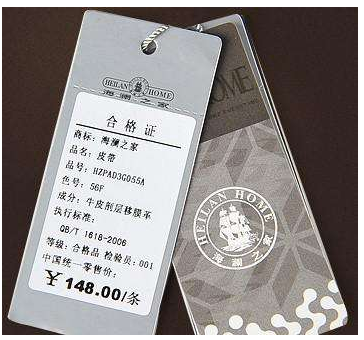 HEILAN HOME
海澜之家
合格证
商标: 海澜之家
品名: 皮带
品号: HZPAD3G055A
色号: 56F
成分: 牛皮剖层移膜革
执行标准:
QB/T 1618-2006
等级: 合格品 检验员: 001
中国统一零售价:
¥148.00/条
HOME
HEILAN HOME
海澜之家